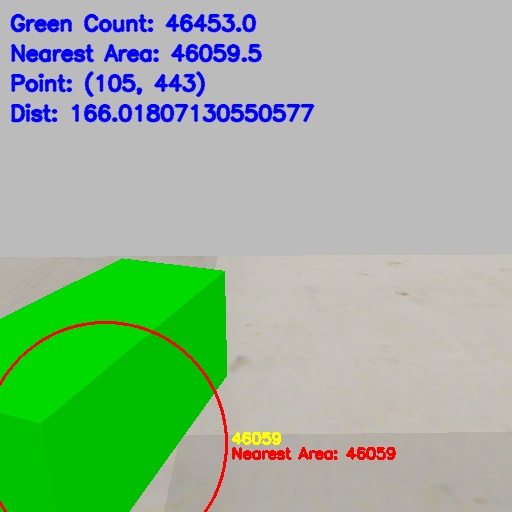 Green Count: 46453.0
Nearest Area: 46059.5
Point: (105, 443)
Dist: 166.01807130550577
46059
Nearest Area: 46059